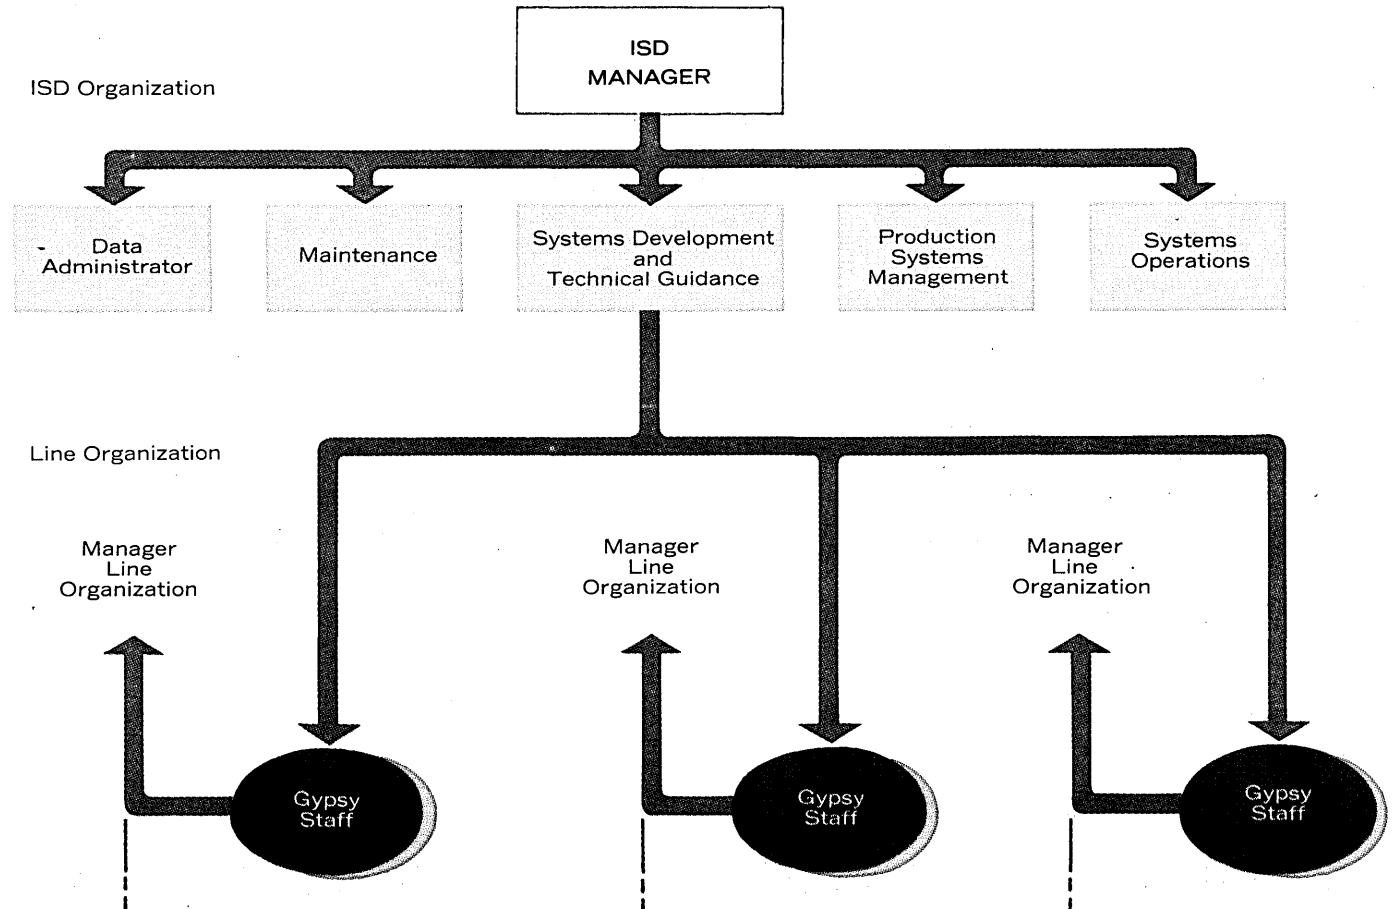 ISD
MANAGER
ISD Organization
Data
Administrator
Maintenance
Systems Development
and
Technical Guidance
Production
Systems
Management
Systems
Operations
Line Organization
Manager
Line
Organization
Manager
Line
Organization
Manager
Line
Organization
Gypsy
Staff
Gypsy
Staff
Gypsy
Staff